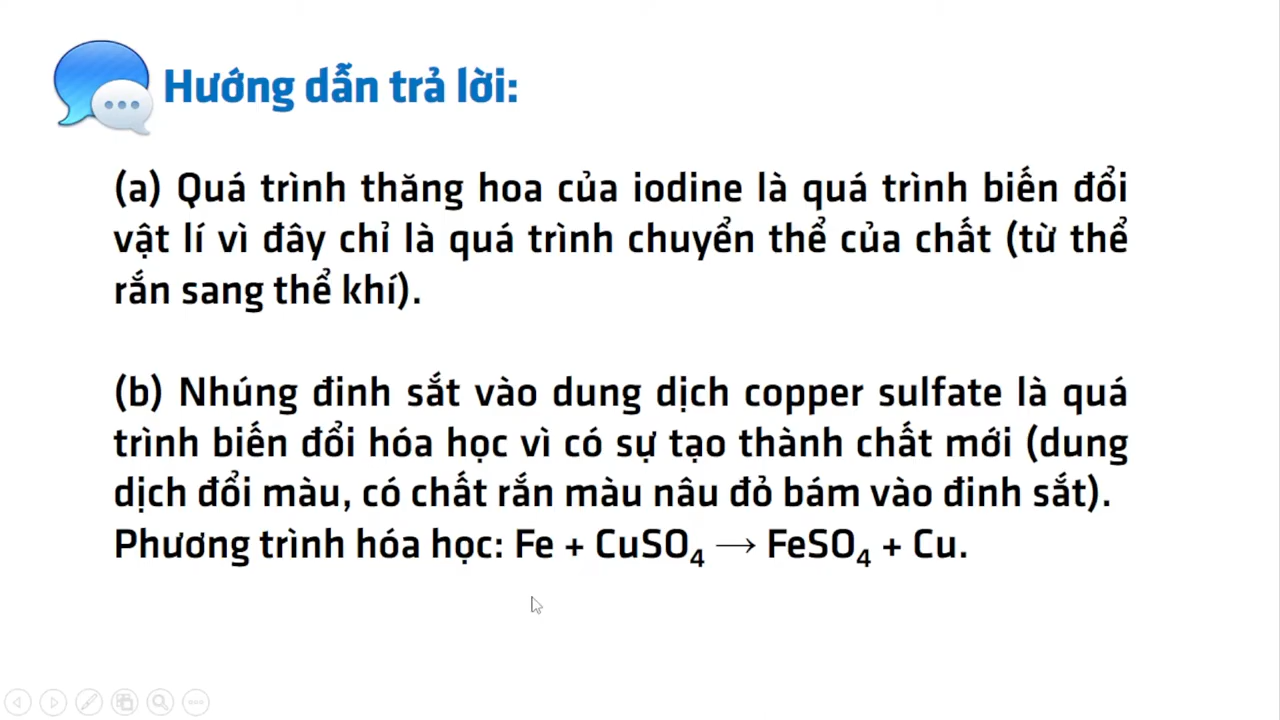 Hướng dẫn trả lời:
(a) Quá trình thăng hoa của iodine là quá trình biến đổi
vật lí vì đây chỉ là quá trình chuyển thể của chất (từ thể
rắn sang thể khí).
(b) Nhúng đinh sắt vào dung dịch copper sulfate là quá
trình biến đổi hóa học vì có sự tạo thành chất mới (dung
dịch đổi màu, có chất rắn màu nâu đỏ bám vào đinh sắt).
Phương trình hóa học: Fe + CuSO₄ → FeSO₄ + Cu.